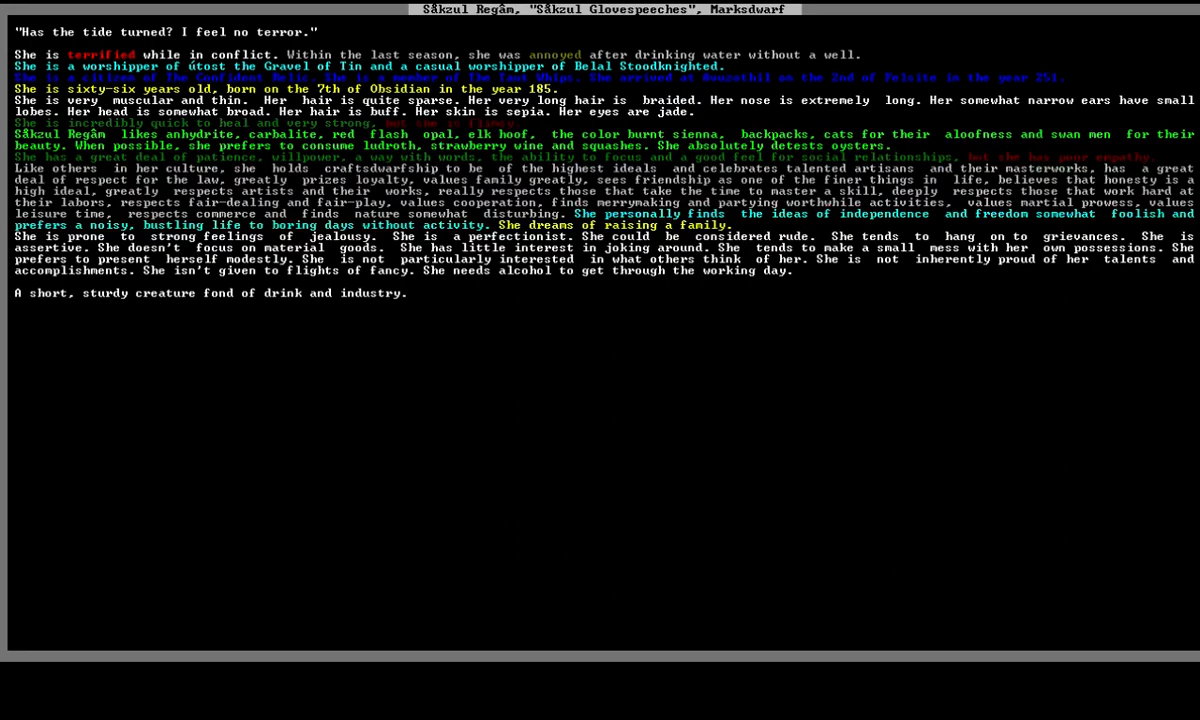 Såkzul Regâm, "Såkzul Glovespeeches", Marksdwarf
"Has the tide turned? I feel no terror."
She is terrified while in conflict. Within the last season, she was annoyed after drinking water without a well.
She is a worshipper of útost the Gravel of Tin and a casual worshipper of Belal Stoodknighted.
She is a citizen of The Confident Relic. She is a member of The East Whips. She arrived at on the 2nd of Felsite in the year 251.
She is sixty-six years old, born on the 7th of Obsidian in the year 185.
She is very muscular and thin. Her hair is quite sparse. Her very long hair is braided. Her nose is extremely long. Her somewhat narrow ears have small
lobes. Her head is somewhat broad. Her hair is buff. Her skin is sepia. Her eyes are jade.
She is incredibly quick to heal and very strong, but she is clumsy.
Såkzul Regâm likes anhydrite, carbalite, red flash opal, elk hoof, the color burnt sienna, backpacks, cats for their aloofness and swan men for their
beauty. When possible, she prefers to consume ludroth, strawberry wine and squashes. She absolutely detests oysters.
She has a great deal of patience, willpower, a way with words, the ability to focus and a good feel for social relationships, but she has poor empathy.
Like others in her culture, she holds craftsdwarfship to be of the highest ideals and celebrates talented artisans and their masterworks, has a great
deal of respect for the law, greatly prizes loyalty, values family greatly, sees friendship as one of the finer things in life, believes that honesty is a
high ideal, greatly respects artists and their works, really respects those that take the time to master a skill, deeply respects those that work hard at
their labors, respects fair-dealing and fair-play, values cooperation, finds merrymaking and partying worthwhile activities, values martial prowess, values
leisure time, respects commerce and finds nature somewhat disturbing. She personally finds the ideas of independence and freedom somewhat foolish and
prefers a noisy, bustling life to boring days without activity. She dreams of raising a family.
She is prone to strong feelings of jealousy. She is a perfectionist. She could be considered rude. She tends to hang on to grievances. She is
assertive. She doesn't focus on material goods. She has little interest in joking around. She tends to make a small mess with her own possessions. She
prefers to present herself modestly. She is not particularly interested in what others think of her. She is not inherently proud of her talents and
accomplishments. She isn't given to flights of fancy. She needs alcohol to get through the working day.
A short, sturdy creature fond of drink and industry.